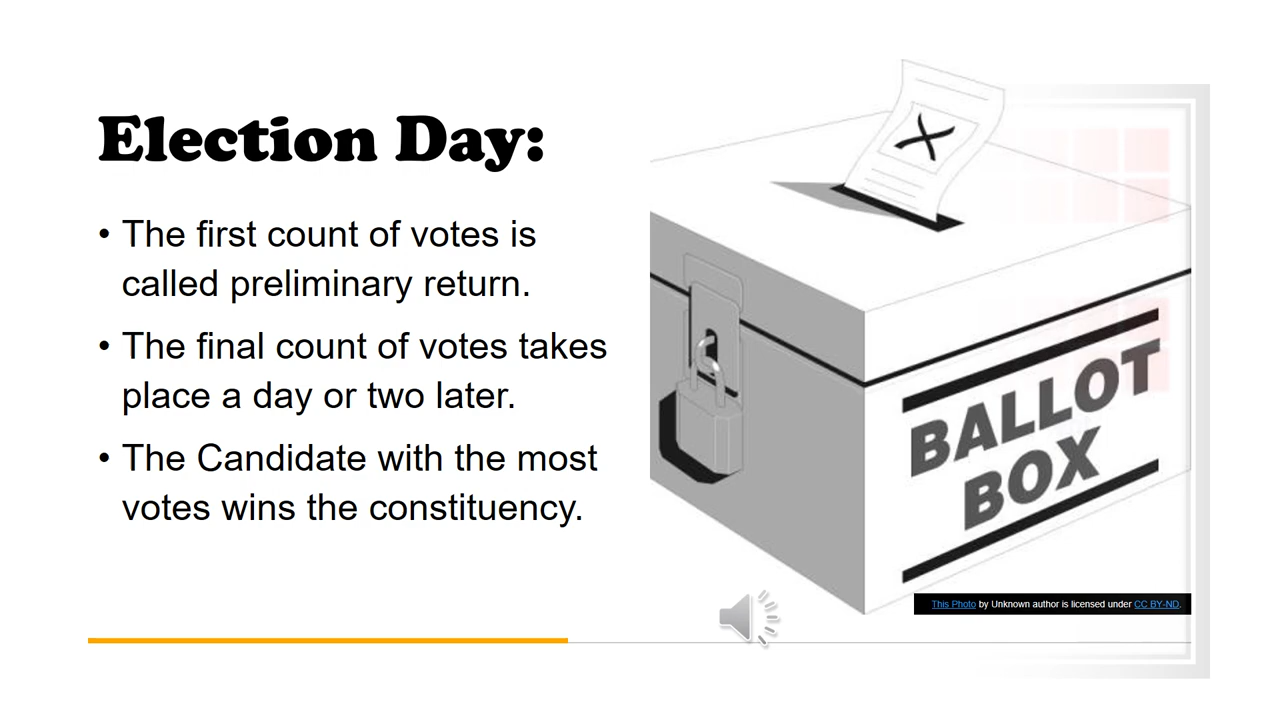 Election Day:
• The first count of votes is
called preliminary return.
• The final count of votes takes
place a day or two later.
• The Candidate with the most
votes wins the constituency.
X
BALLOT
BOX
This Photo by Unknown author is licensed under CC BY-ND.